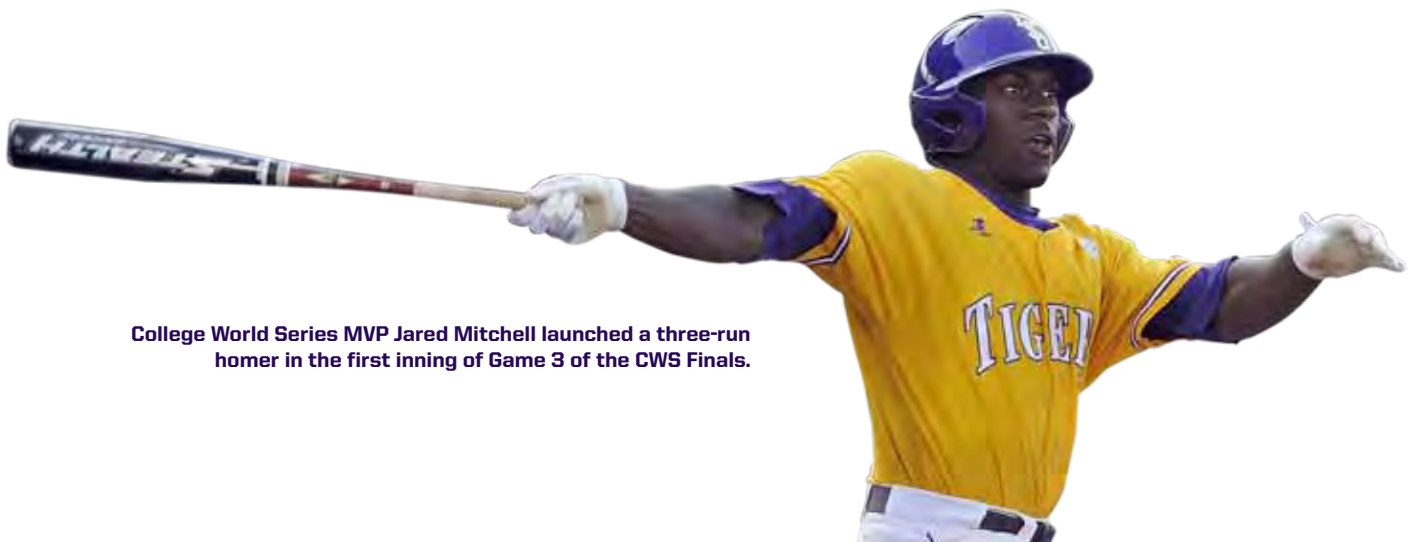 STEALTH
TIGER
College World Series MVP Jared Mitchell launched a three-run
homer in the first inning of Game 3 of the CWS Finals.